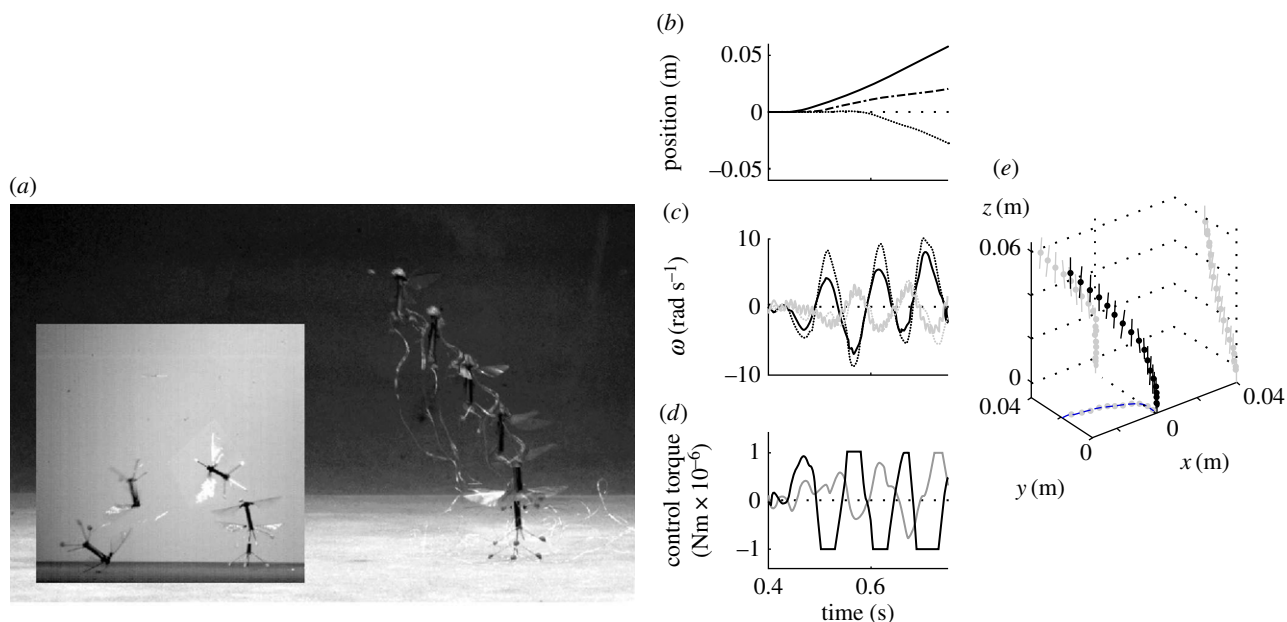 (a)
(b)
position (m)
0.05
0
−0.05
(c)
ω (rad s⁻¹)
10
0
−10
(d)
control torque
(Nm × 10⁻⁶)
1
0
−1
0.4
0.6
time (s)
(e)
z (m)
0.06
0
0.04
0
0
0.04
y (m)
x (m)